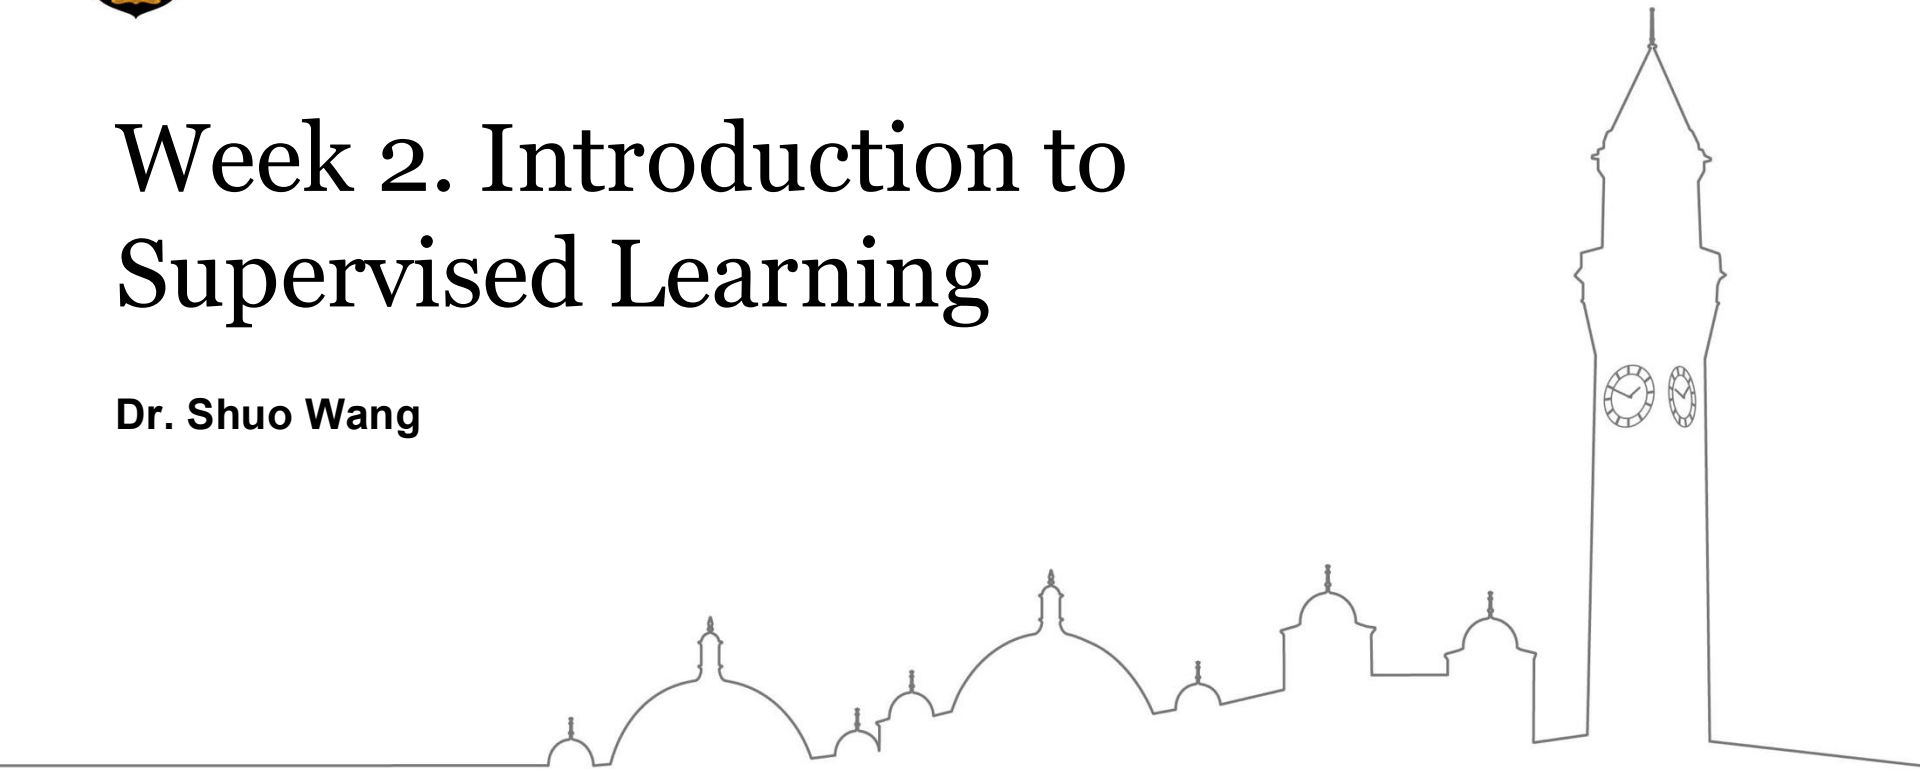 Week 2. Introduction to
Supervised Learning
Dr. Shuo Wang